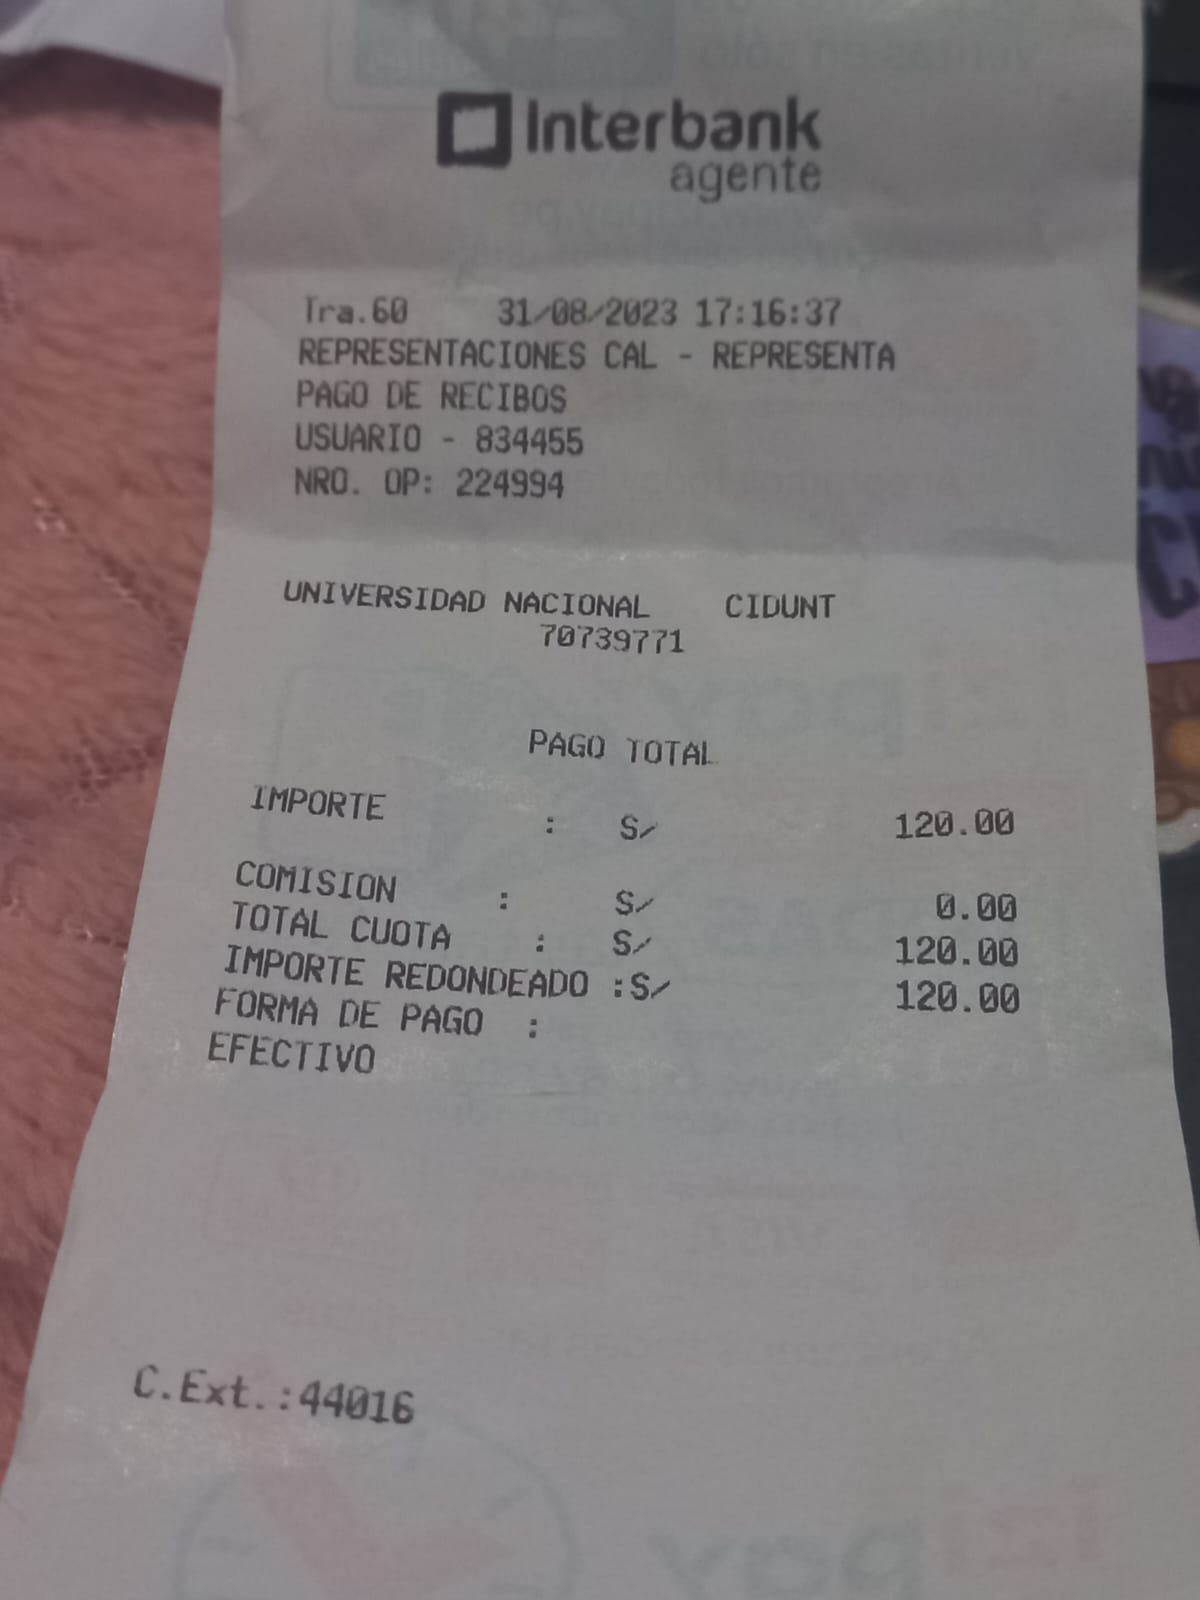 Interbank
agente
Tra.60 31/08/2023 17:16:37
REPRESENTACIONES CAL - REPRESENTA
PAGO DE RECIBOS
USUARIO - 834455
NRO. OP: 224994
UNIVERSIDAD NACIONAL CIDUNT
70739771
PAGO TOTAL
IMPORTE : S/ 120.00
COMISION : S/ 0.00
TOTAL CUOTA : S/ 120.00
IMPORTE REDONDEADO :S/ 120.00
FORMA DE PAGO :
EFECTIVO
C.Ext.:44016